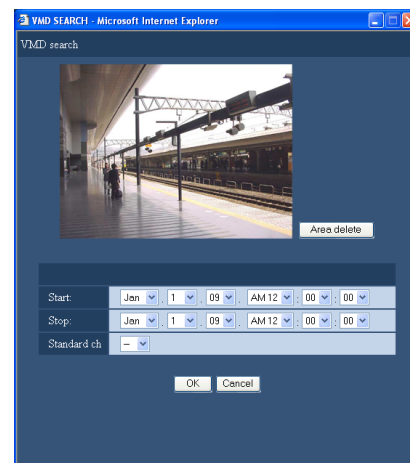 VMD SEARCH - Microsoft Internet Explorer
VMD search
Area delete
Start: Jan . 1 . 09 . AM 12 : 00 : 00
Stop: Jan . 1 . 09 . AM 12 : 00 : 00
Standard ch –
OK Cancel